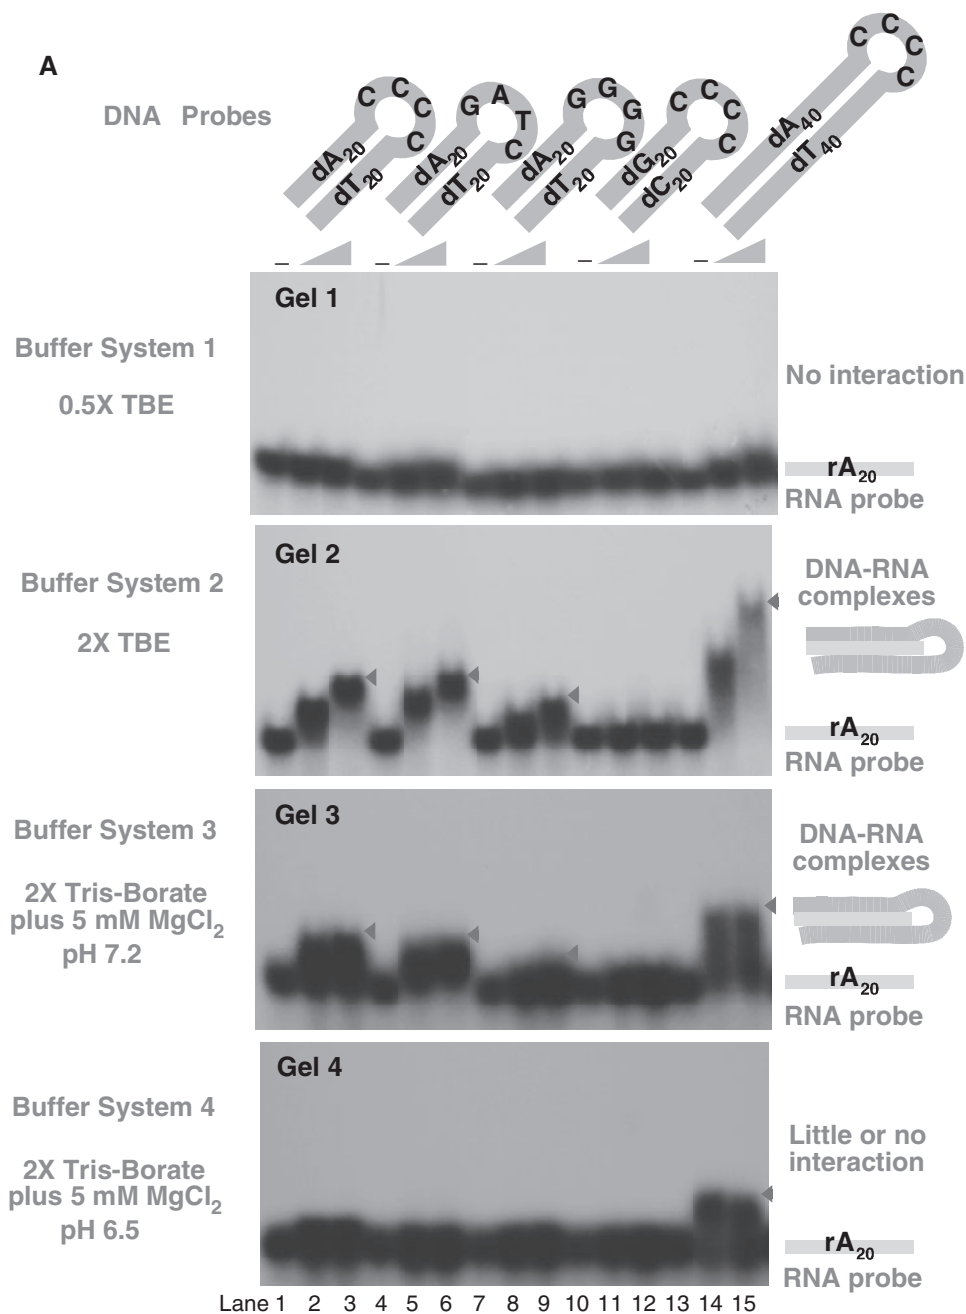 A
DNA Probes
C C C C
dA20
dT20
G A T C
dA20
dT20
G G G G
dA20
dT20
C C C C
dG20
dC20
C C C C
dA40
dT40
– – – – –
Gel 1
Buffer System 1
0.5X TBE
No interaction
rA20
RNA probe
Gel 2
Buffer System 2
2X TBE
DNA-RNA
complexes
rA20
RNA probe
Gel 3
Buffer System 3
2X Tris-Borate
plus 5 mM MgCl2
pH 7.2
DNA-RNA
complexes
rA20
RNA probe
Gel 4
Buffer System 4
2X Tris-Borate
plus 5 mM MgCl2
pH 6.5
Little or no
interaction
rA20
RNA probe
Lane 1 2 3 4 5 6 7 8 9 10 11 12 13 14 15